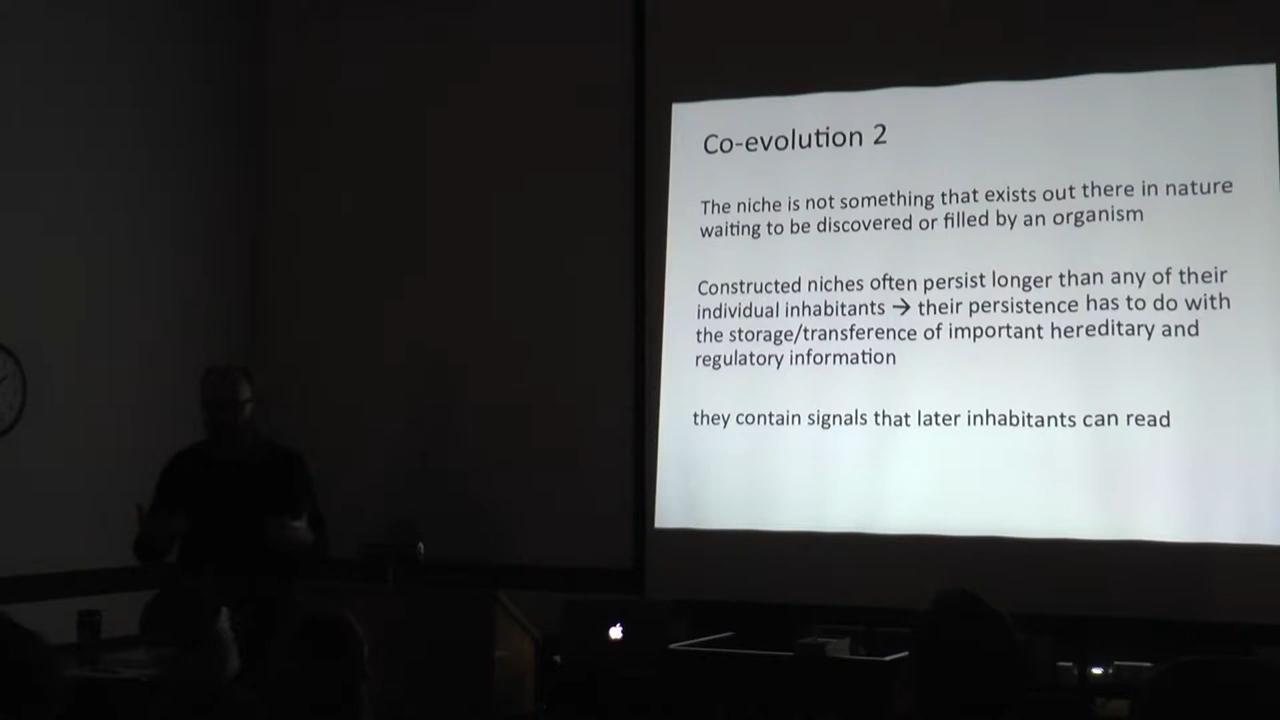 Co-evolution 2
The niche is not something that exists out there in nature
waiting to be discovered or filled by an organism
Constructed niches often persist longer than any of their
individual inhabitants → their persistence has to do with
the storage/transference of important hereditary and
regulatory information
they contain signals that later inhabitants can read